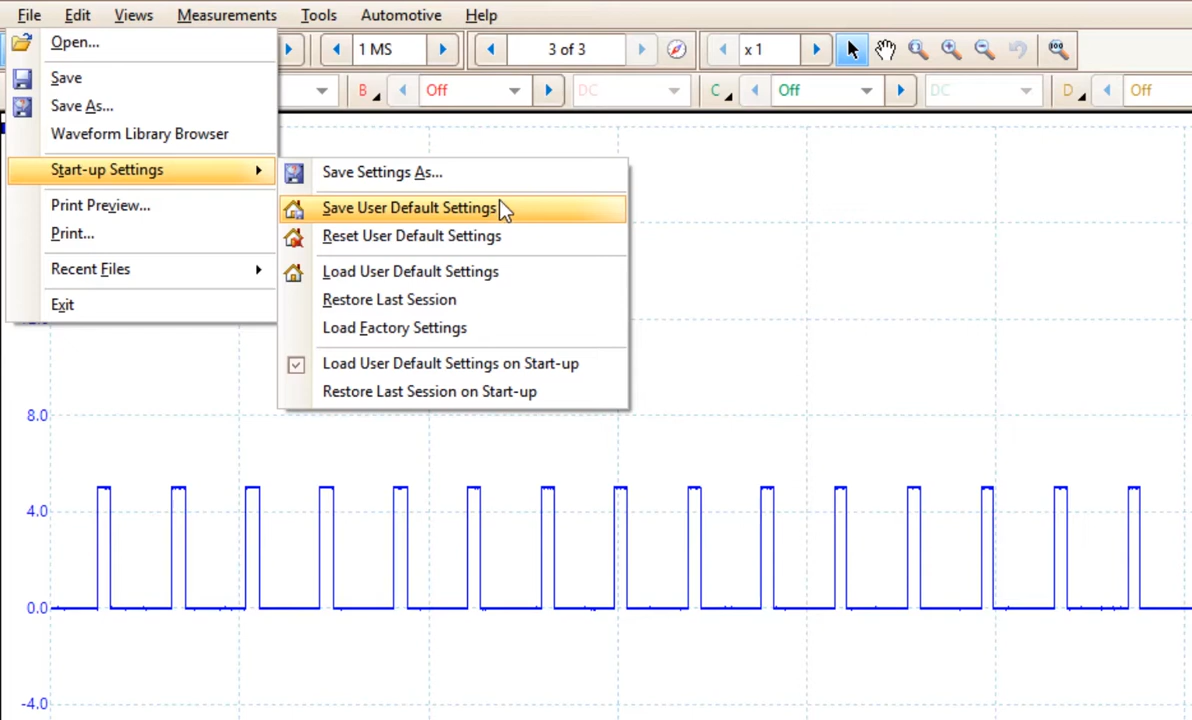 File Edit Views Measurements Tools Automotive Help
1 MS 3 of 3 x 1
B Off DC C Off DC D Off
Open...
Save
Save As...
Waveform Library Browser
Start-up Settings
Print Preview...
Print...
Recent Files
Exit
Save Settings As...
Save User Default Settings
Reset User Default Settings
Load User Default Settings
Restore Last Session
Load Factory Settings
Load User Default Settings on Start-up
Restore Last Session on Start-up
8.0
4.0
0.0
-4.0